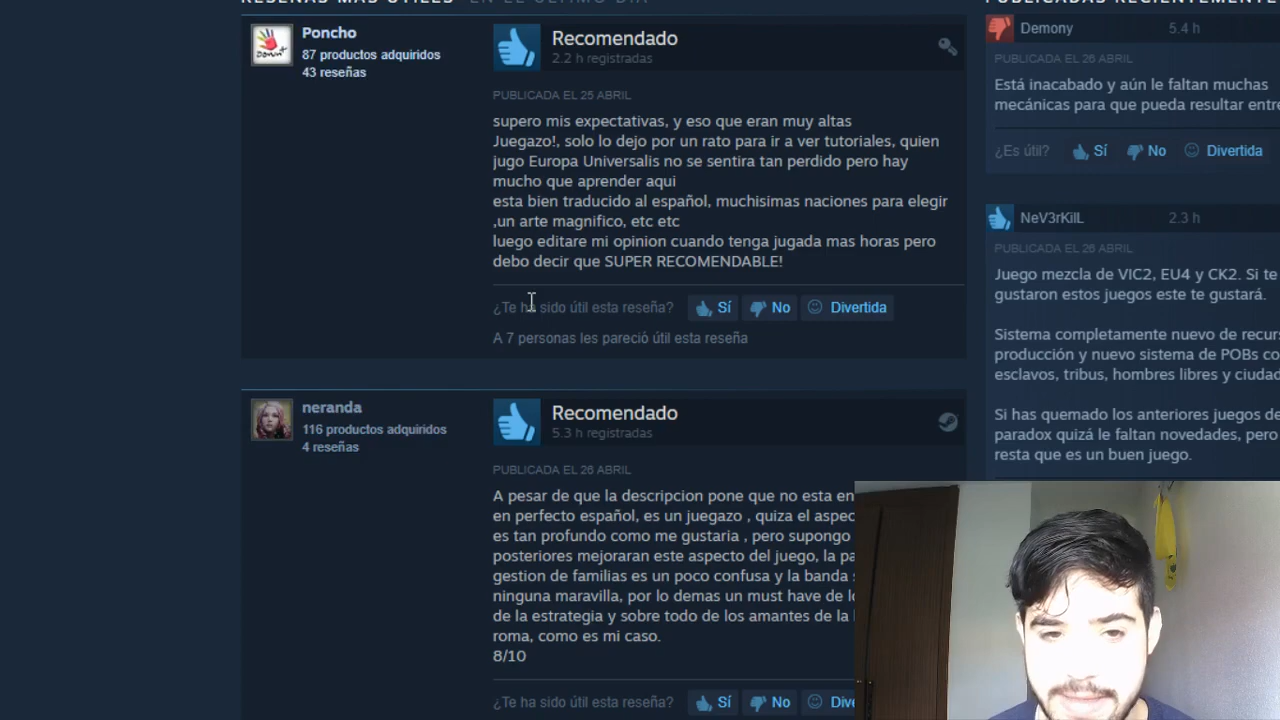 RESEÑAS MÁS ÚTILES EN EL ÚLTIMO DÍA
Poncho
87 productos adquiridos
43 reseñas
Recomendado
2.2 h registradas
PUBLICADA EL 25 ABRIL
supero mis expectativas, y eso que eran muy altas
Juegazo!, solo lo dejo por un rato para ir a ver tutoriales, quien
jugo Europa Universalis no se sentira tan perdido pero hay
mucho que aprender aqui
esta bien traducido al español, muchisimas naciones para elegir
,un arte magnifico, etc etc
luego editare mi opinion cuando tenga jugada mas horas pero
debo decir que SUPER RECOMENDABLE!
¿Te ha sido útil esta reseña? Sí No Divertida
A 7 personas les pareció útil esta reseña
neranda
116 productos adquiridos
4 reseñas
Recomendado
5.3 h registradas
PUBLICADA EL 26 ABRIL
A pesar de que la descripcion pone que no esta en
en perfecto español, es un juegazo , quiza el aspec
es tan profundo como me gustaria , pero supongo
posteriores mejoraran este aspecto del juego, la pa
gestion de familias es un poco confusa y la banda s
ninguna maravilla, por lo demas un must have de lo
de la estrategia y sobre todo de los amantes de la
roma, como es mi caso.
8/10
¿Te ha sido útil esta reseña? Sí No Dive
PUBLICADAS RECIENTEMENTE
Demony 5.4 h
PUBLICADA EL 26 ABRIL
Está inacabado y aún le faltan muchas
mecánicas para que pueda resultar entre
¿Es útil? Sí No Divertida
NeV3rKilL 2.3 h
PUBLICADA EL 26 ABRIL
Juego mezcla de VIC2, EU4 y CK2. Si te
gustaron estos juegos este te gustará.
Sistema completamente nuevo de recur
producción y nuevo sistema de POBs co
esclavos, tribus, hombres libres y ciudad
Si has quemado los anteriores juegos de
paradox quizá le faltan novedades, pero
resta que es un buen juego.